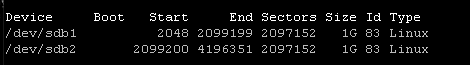 Device     Boot   Start     End Sectors Size Id Type
/dev/sdb1          2048 2099199 2097152   1G 83 Linux
/dev/sdb2       2099200 4196351 2097152   1G 83 Linux